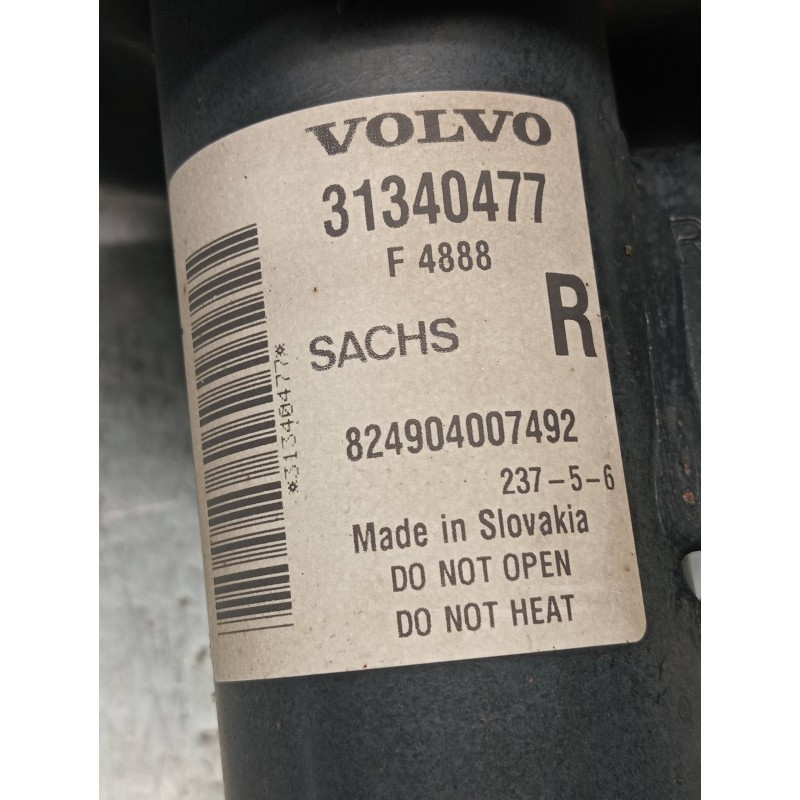 VOLVO
31340477
F 4888
SACHS R
*31340477*
824904007492
237-5-6
Made in Slovakia
DO NOT OPEN
DO NOT HEAT